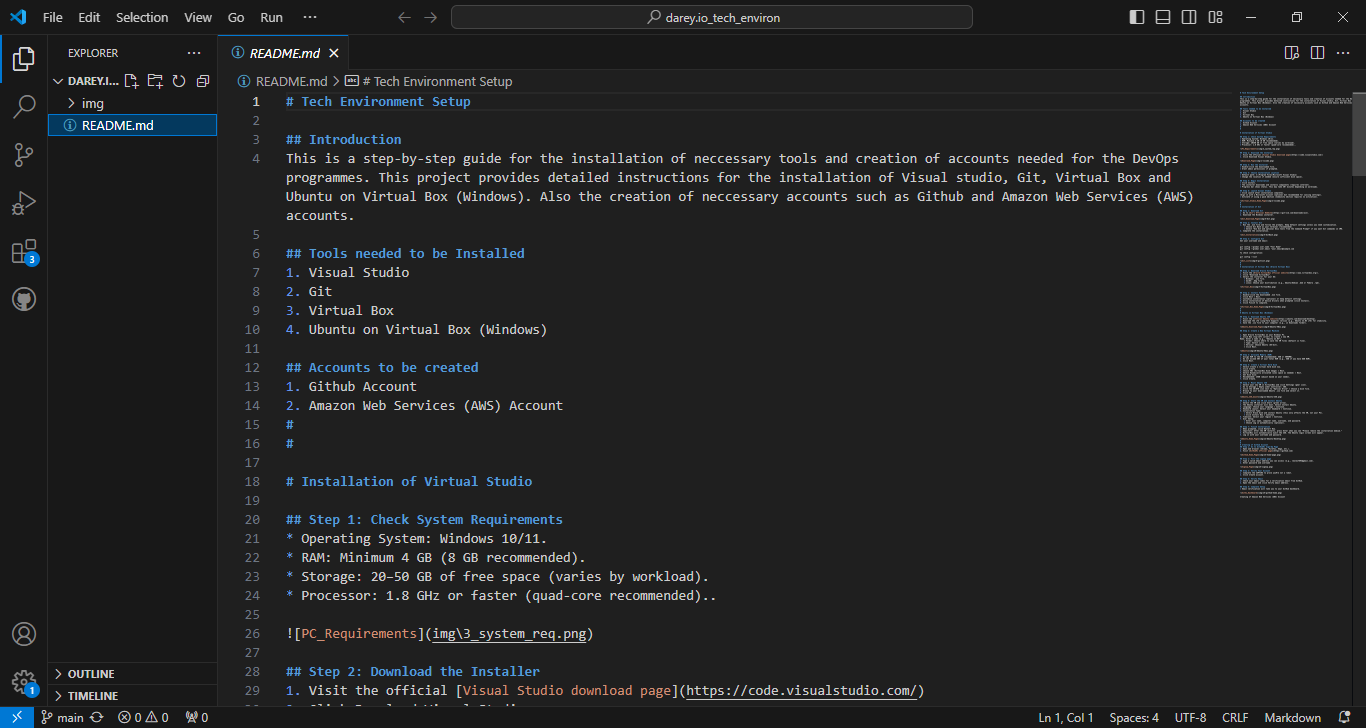 File Edit Selection View Go Run ··· darey.io_tech_environ
EXPLORER ···
DAREY.I...
img
README.md
OUTLINE
TIMELINE
3
1
README.md
README.md > # Tech Environment Setup
1 # Tech Environment Setup
2
3 ## Introduction
4 This is a step-by-step guide for the installation of neccessary tools and creation of accounts needed for the DevOps
programmes. This project provides detailed instructions for the installation of Visual studio, Git, Virtual Box and
Ubuntu on Virtual Box (Windows). Also the creation of neccessary accounts such as Github and Amazon Web Services (AWS)
accounts.
5
6 ## Tools needed to be Installed
7 1. Visual Studio
8 2. Git
9 3. Virtual Box
10 4. Ubuntu on Virtual Box (Windows)
11
12 ## Accounts to be created
13 1. Github Account
14 2. Amazon Web Services (AWS) Account
15 #
16 #
17
18 # Installation of Virtual Studio
19
20 ## Step 1: Check System Requirements
21 * Operating System: Windows 10/11.
22 * RAM: Minimum 4 GB (8 GB recommended).
23 * Storage: 20–50 GB of free space (varies by workload).
24 * Processor: 1.8 GHz or faster (quad-core recommended)..
25
26 ![PC_Requirements](img\3_system_req.png)
27
28 ## Step 2: Download the Installer
29 1. Visit the official [Visual Studio download page](https://code.visualstudio.com/)
main 0 0 0 Ln 1, Col 1 Spaces: 4 UTF-8 CRLF Markdown